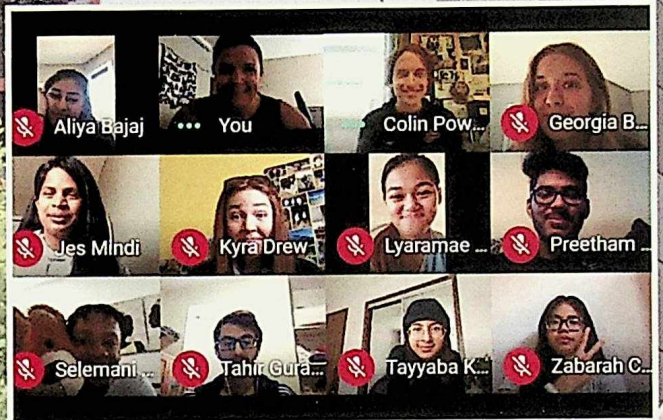 Aliya Bajaj
You
Colin Pow...
Georgia B...
Jes Mindi
Kyra Drew
Lyaramae ...
Preetham ...
Selemani ...
Tahir Gura...
Tayyaba K...
Zabarah C...